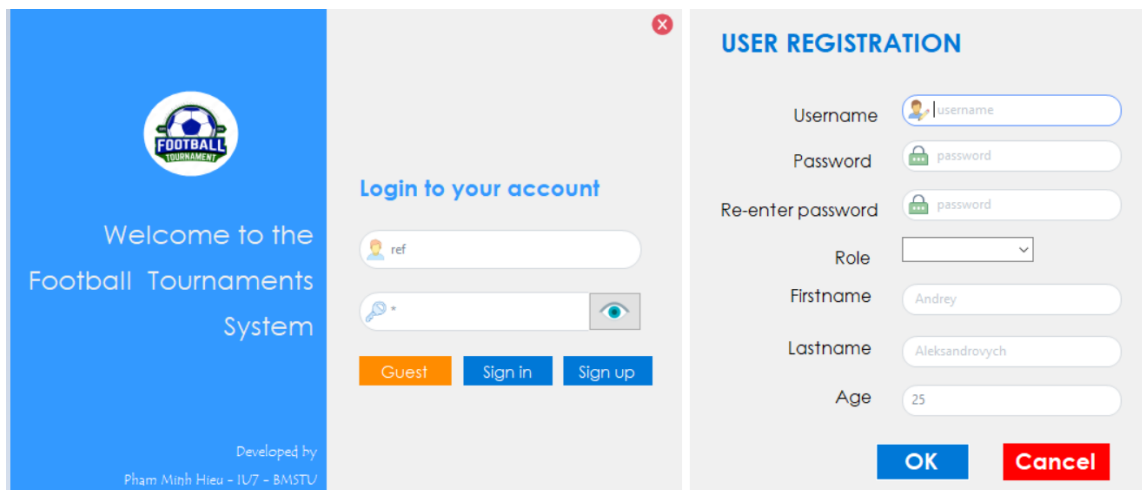 FOOTBALL
TOURNAMENT
Welcome to the
Football Tournaments
System
Developed by
Pham Minh Hieu - IU7 - BMSTU
Login to your account
ref
*
Guest
Sign in
Sign up
USER REGISTRATION
Username
username
Password
password
Re-enter password
password
Role
Firstname
Andrey
Lastname
Aleksandrovych
Age
25
OK
Cancel